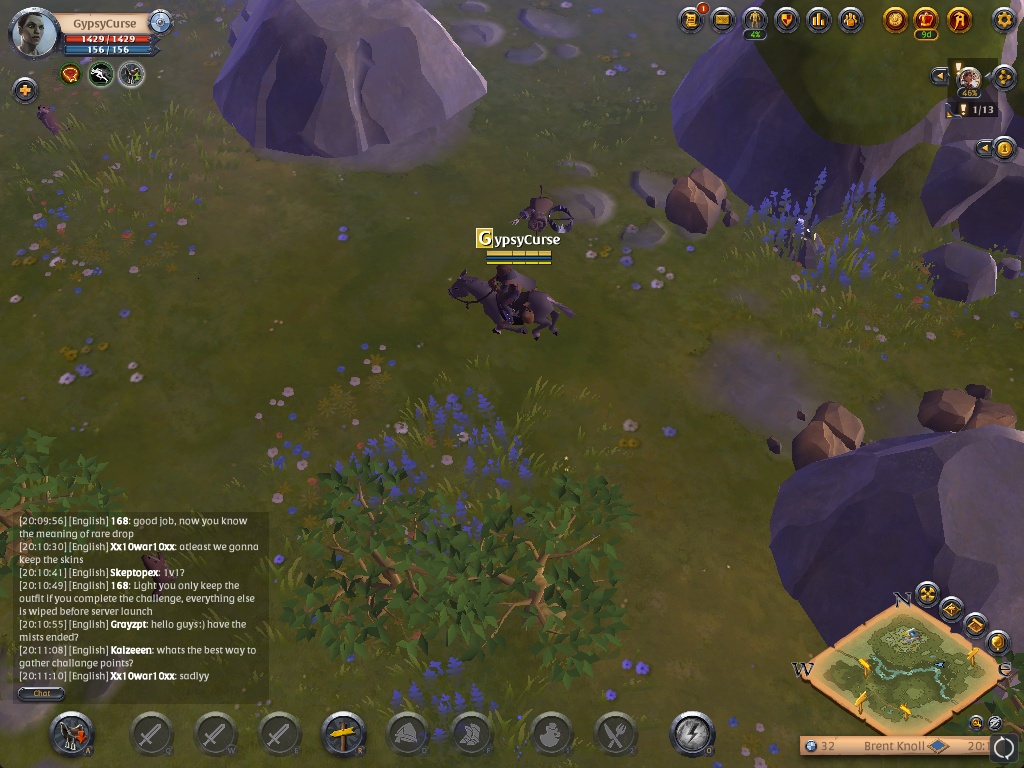 GypsyCurse
1429 / 1429
156 / 156
1
4%
9d
46%
1/13
GypsyCurse
[20:09:56] [English] 168: good job, now you know
the meaning of rare drop
[20:10:30] [English] Xx10war10xx: atleast we gonna
keep the skins
[20:10:41] [English] Skeptopex: 1v1?
[20:10:49] [English] 168: Light you only keep the
outfit if you complete the challenge, everything else
is wiped before server launch
[20:10:55] [English] Grayzpt: hello guys:) have the
mists ended?
[20:11:08] [English] Kaizeeen: whats the best way to
gather challange points?
[20:11:10] [English] Xx10war10xx: sadlyy
Chat
N
W
E
A
Q
W
E
R
D
F
32
Brent Knoll
20: